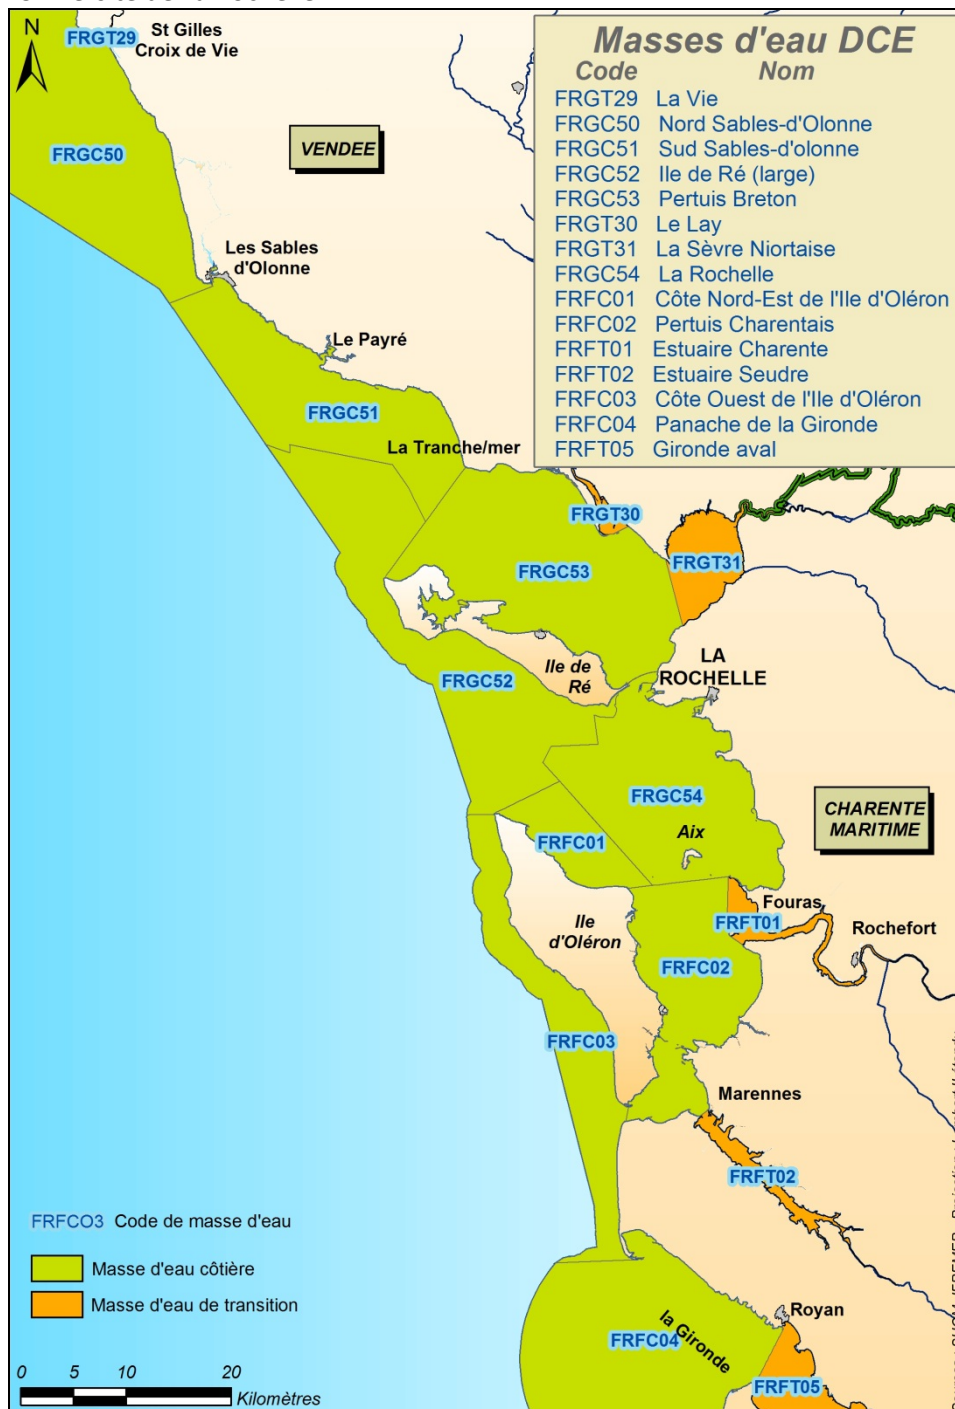 N
FRGT29
St Gilles
Croix de Vie
Masses d'eau DCE
Code Nom
FRGT29 La Vie
FRGC50 Nord Sables-d'Olonne
FRGC51 Sud Sables-d'olonne
FRGC52 Ile de Ré (large)
FRGC53 Pertuis Breton
FRGT30 Le Lay
FRGT31 La Sèvre Niortaise
FRGC54 La Rochelle
FRFC01 Côte Nord-Est de l'Ile d'Oléron
FRFC02 Pertuis Charentais
FRFT01 Estuaire Charente
FRFT02 Estuaire Seudre
FRFC03 Côte Ouest de l'Ile d'Oléron
FRFC04 Panache de la Gironde
FRFT05 Gironde aval
VENDEE
FRGC50
Les Sables
d'Olonne
Le Payré
FRGC51
La Tranche/mer
FRGT30
FRGT31
FRGC53
LA
ROCHELLE
Ile de
Ré
FRGC52
FRGC54
Aix
CHARENTE
MARITIME
FRFC01
Ile
d'Oléron
Fouras
FRFT01
Rochefort
FRFC02
FRFC03
Marennes
FRFT02
FRFCO3 Code de masse d'eau
Masse d'eau côtière
Masse d'eau de transition
Royan
la Gironde
FRFC04
FRFT05
0 5 10 20
Kilomètres